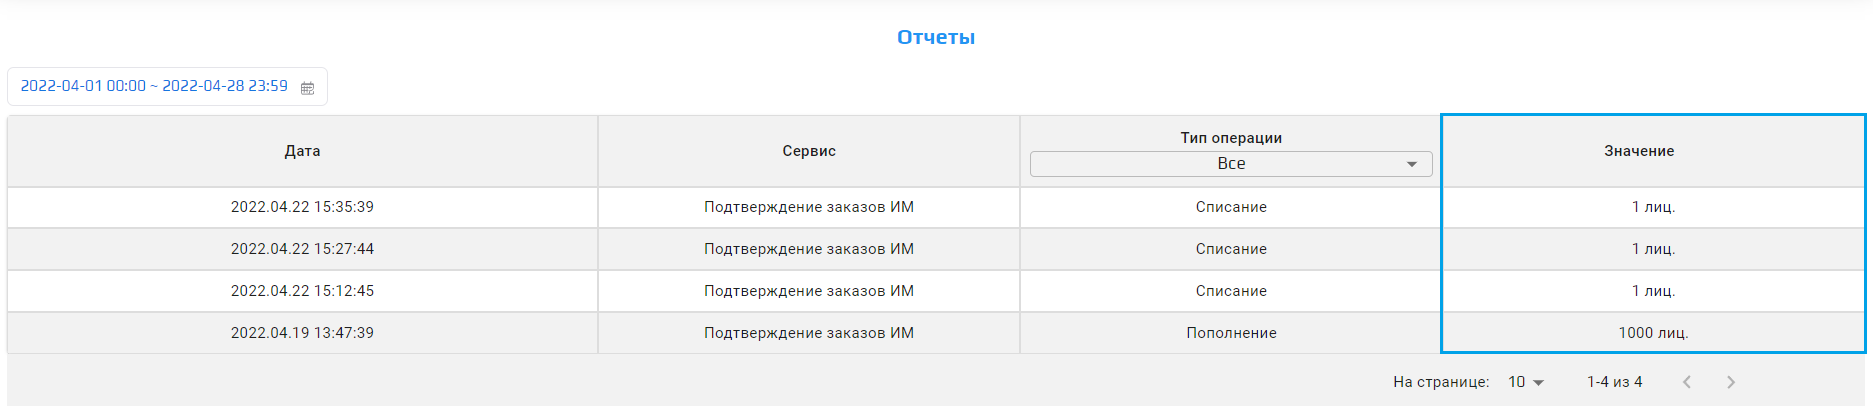 Отчеты
2022-04-01 00:00 ~ 2022-04-28 23:59
Дата Сервис Тип операции Значение
Все
2022.04.22 15:35:39 Подтверждение заказов ИМ Списание 1 лиц.
2022.04.22 15:27:44 Подтверждение заказов ИМ Списание 1 лиц.
2022.04.22 15:12:45 Подтверждение заказов ИМ Списание 1 лиц.
2022.04.19 13:47:39 Подтверждение заказов ИМ Пополнение 1000 лиц.
На странице: 10 1-4 из 4